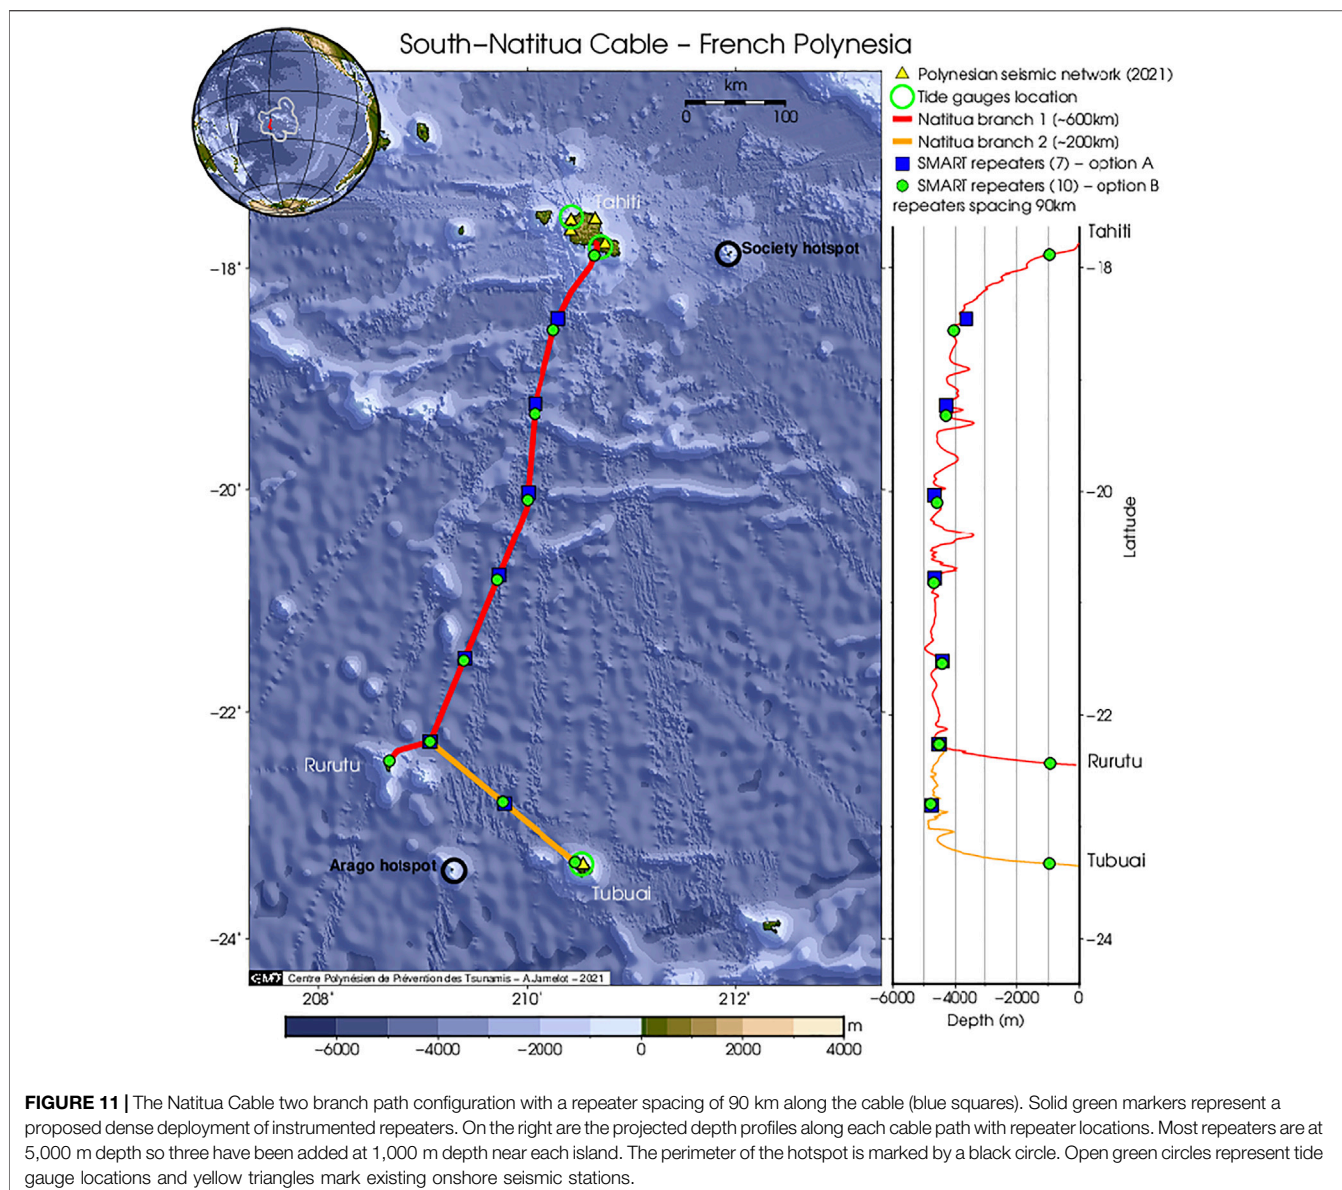 South–Natitua Cable – French Polynesia
km
0 100
Polynesian seismic network (2021)
Tide gauges location
Natitua branch 1 (~600km)
Natitua branch 2 (~200km)
SMART repeaters (7) – option A
SMART repeaters (10) – option B
repeaters spacing 90km
Tahiti
Society hotspot
Rurutu
Arago hotspot
Tubuai
−18˚
−20˚
−22˚
−24˚
208˚ 210˚ 212˚
GMT Centre Polynésien de Prévention des Tsunamis – A.Jamelot – 2021
Tahiti
−18
−20
Lattude
−22
Rurutu
Tubuai
−24
−6000 −4000 −2000 0
Depth (m)
m
−6000 −4000 −2000 0 2000 4000
FIGURE 11 | The Natitua Cable two branch path configuration with a repeater spacing of 90 km along the cable (blue squares). Solid green markers represent a
proposed dense deployment of instrumented repeaters. On the right are the projected depth profiles along each cable path with repeater locations. Most repeaters are at
5,000 m depth so three have been added at 1,000 m depth near each island. The perimeter of the hotspot is marked by a black circle. Open green circles represent tide
gauge locations and yellow triangles mark existing onshore seismic stations.